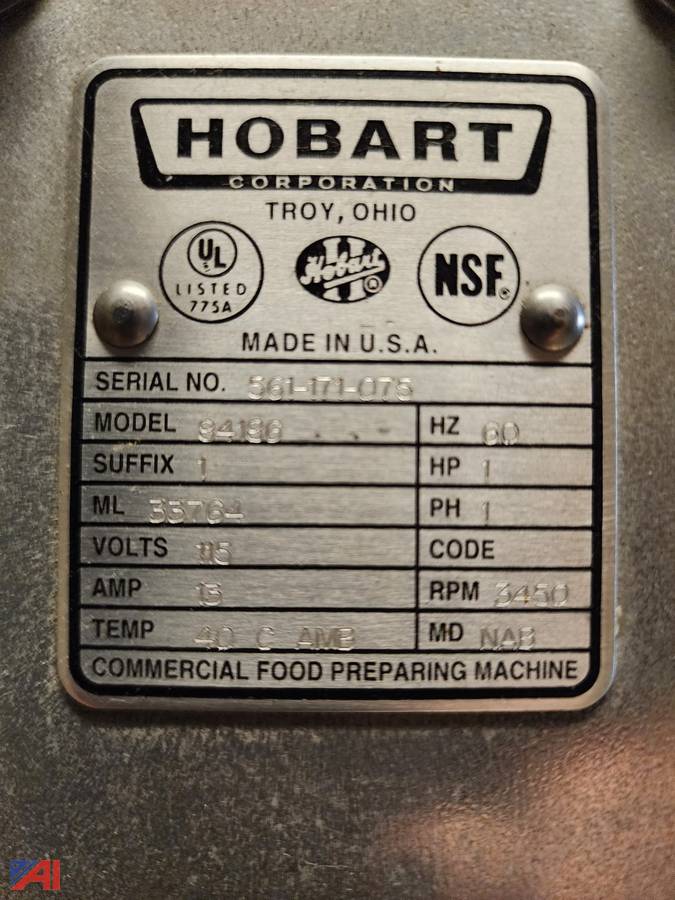 HOBART
CORPORATION
TROY, OHIO
UL
LISTED
775A
Hobart
H
®
NSF®
MADE IN U.S.A.
SERIAL NO. 561-171-075
MODEL 84186 HZ 60
SUFFIX 1 HP 1
ML 33764 PH 1
VOLTS 115 CODE
AMP 13 RPM 3450
TEMP 40 C AMB MD NAB
COMMERCIAL FOOD PREPARING MACHINE
AI